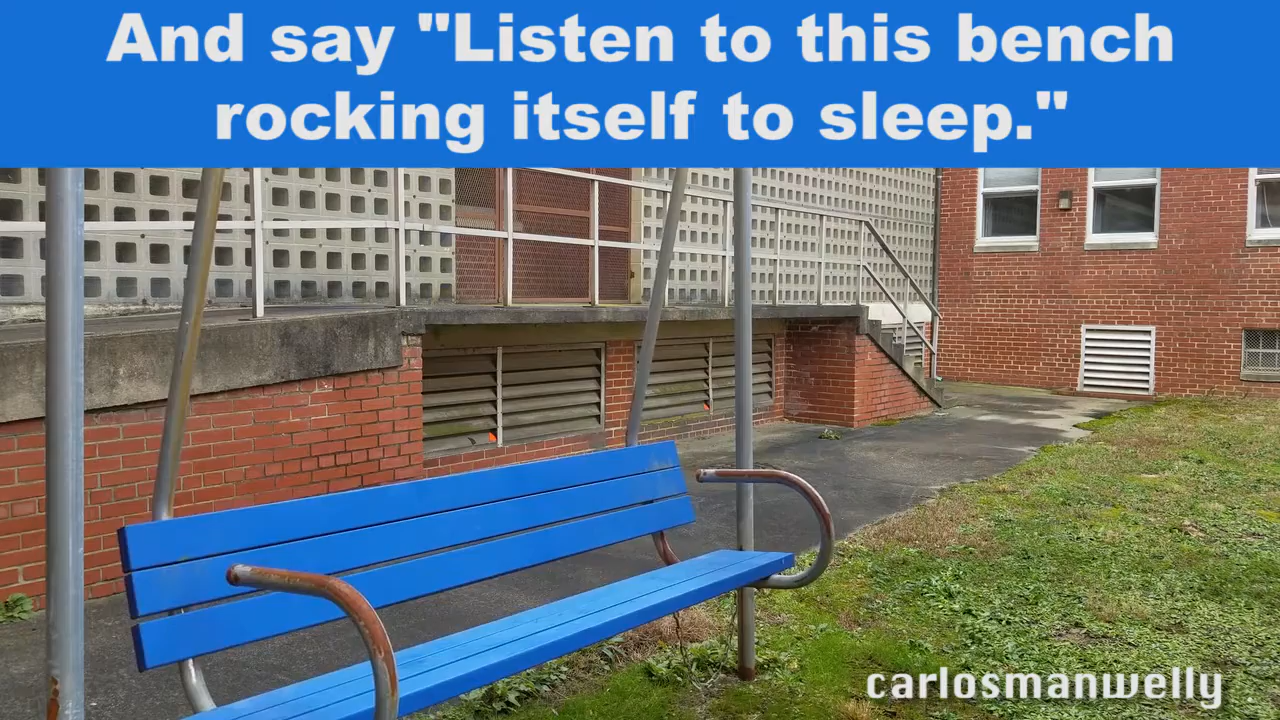 And say "Listen to this bench
rocking itself to sleep."
carlosmanwelly